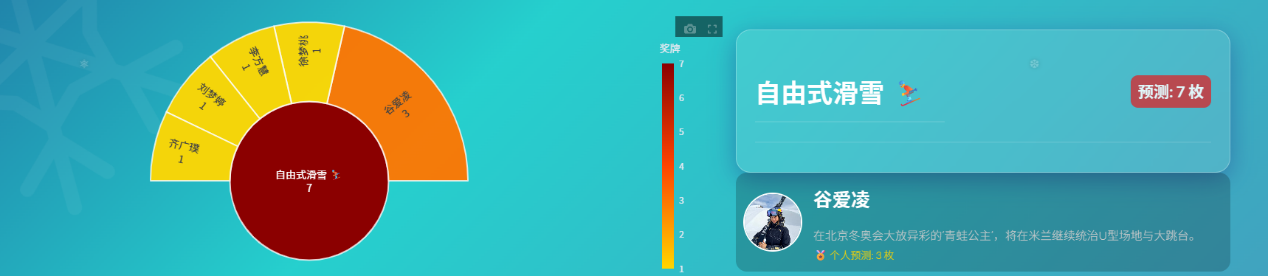 徐梦桃
1
李方慧
1
刘梦婷
1
齐广璞
1
谷爱凌
3
自由式滑雪
7
奖牌
7
6
5
4
3
2
1
自由式滑雪
预测: 7 枚
谷爱凌
在北京冬奥会大放异彩的'青蛙公主'，将在米兰继续统治U型场地与大跳台。
个人预测: 3 枚